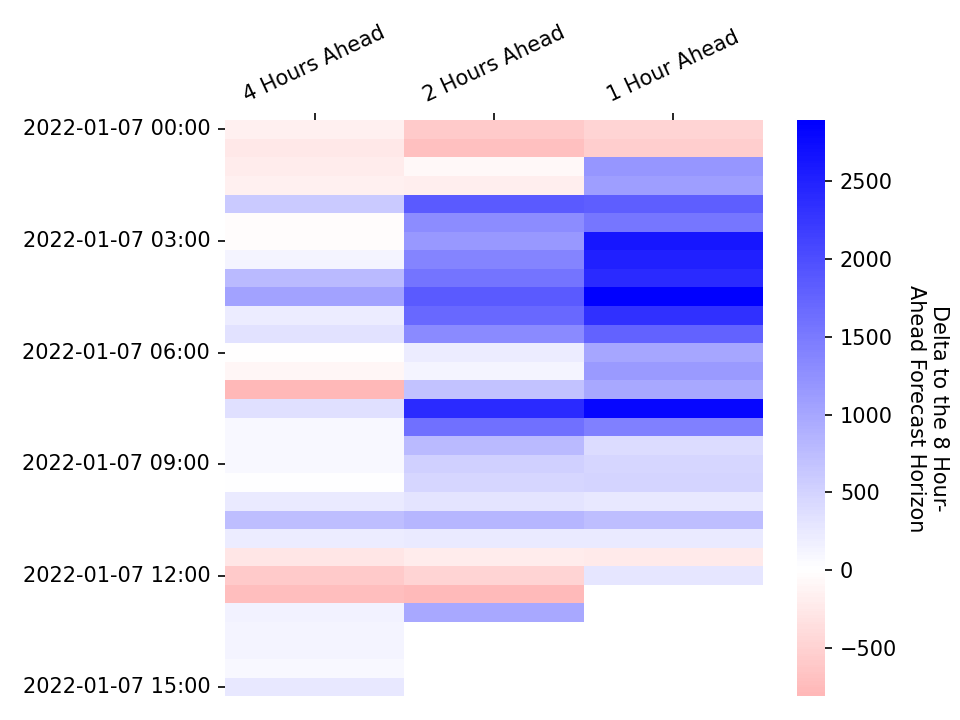 4 Hours Ahead
2 Hours Ahead
1 Hour Ahead
2022-01-07 00:00
2022-01-07 03:00
2022-01-07 06:00
2022-01-07 09:00
2022-01-07 12:00
2022-01-07 15:00
2500
2000
1500
1000
500
0
−500
Delta to the 8 Hour-
Ahead Forecast Horizon